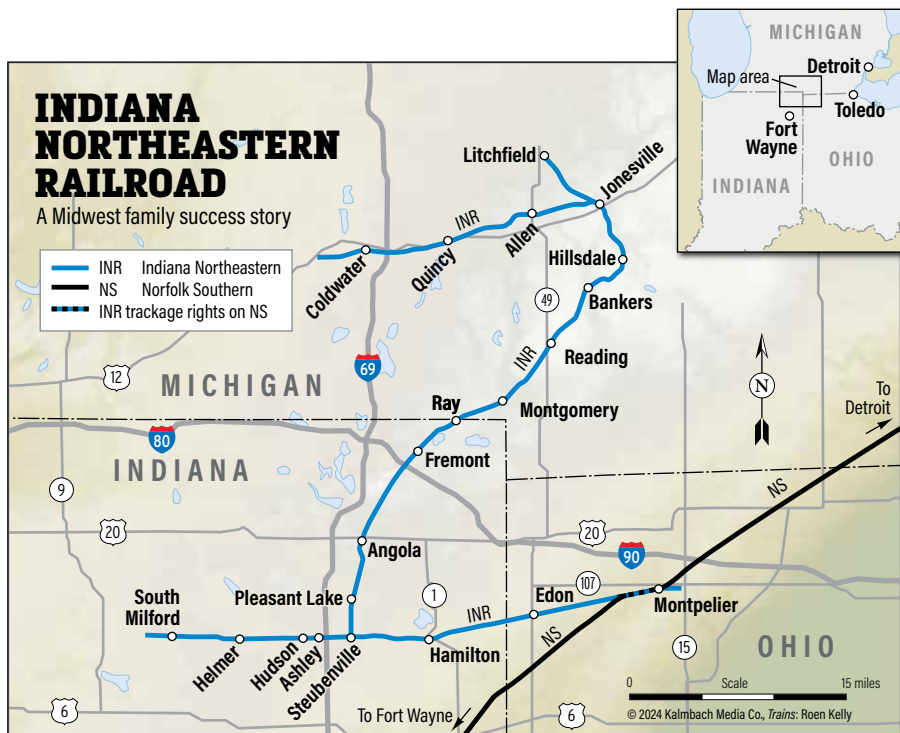 INDIANA
NORTHEASTERN
RAILROAD
A Midwest family success story
INR Indiana Northeastern
NS Norfolk Southern
INR trackage rights on NS
MICHIGAN
Detroit
Map area
Toledo
Fort
Wayne
OHIO
INDIANA
Litchfield
Jonesville
INR
Allen
Quincy
Coldwater
Hillsdale
Bankers
49
INR
Reading
12
MICHIGAN
69
Ray
Montgomery
N
To
Detroit
80
INDIANA
Fremont
9
NS
20
20
Angola
90
107
South
Milford
Pleasant Lake
1
INR
Edon
Montpelier
NS
Helmer
Hudson
Ashley
Steubenville
Hamilton
15
OHIO
0 Scale 15 miles
6
To Fort Wayne
6
© 2024 Kalmbach Media Co., Trains: Roen Kelly